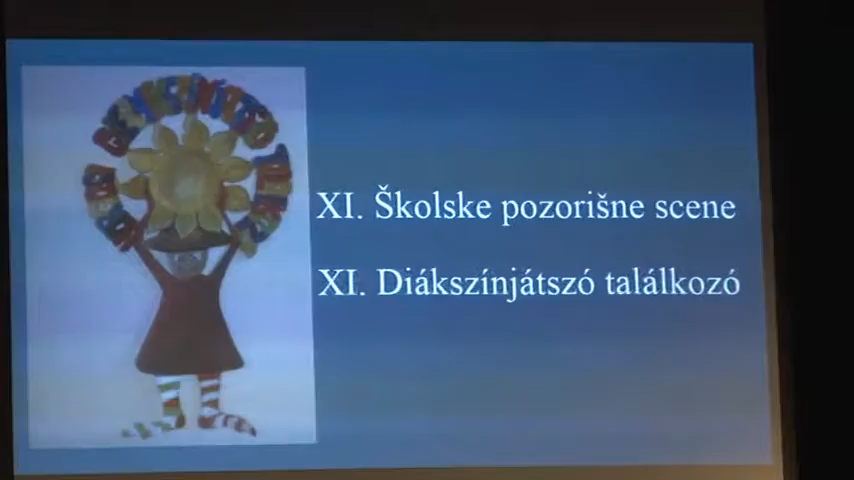 XI. Školske pozorišne scene
XI. Diákszínjátszó találkozó